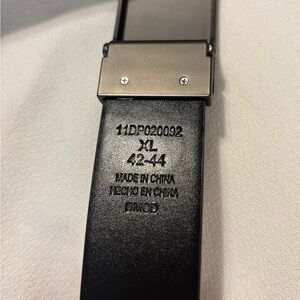 11DP020092
XL
42-44
MADE IN CHINA
HECHO EN CHINA